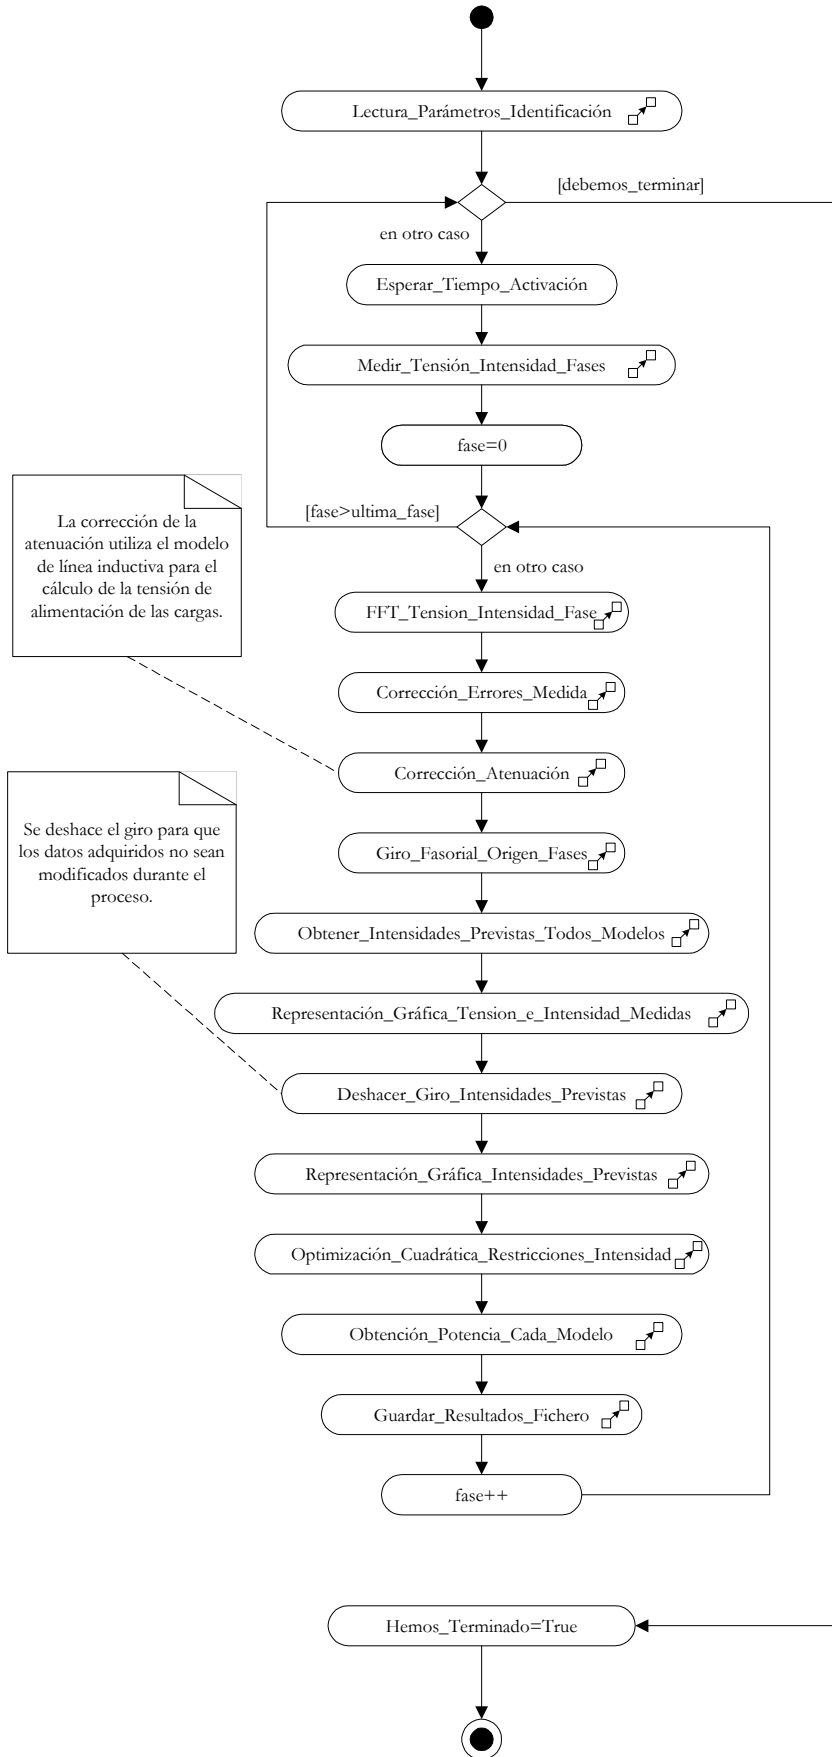 Lectura_Parámetros_Identificación
[debemos_terminar]
en otro caso
Esperar_Tiempo_Activación
Medir_Tensión_Intensidad_Fases
fase=0
[fase>ultima_fase]
en otro caso
La corrección de la
atenuación utiliza el modelo
de línea inductiva para el
cálculo de la tensión de
alimentación de las cargas.
FFT_Tension_Intensidad_Fase
Corrección_Errores_Medida
Corrección_Atenuación
Se deshace el giro para que
los datos adquiridos no sean
modificados durante el
proceso.
Giro_Fasorial_Origen_Fases
Obtener_Intensidades_Previstas_Todos_Modelos
Representación_Gráfica_Tension_e_Intensidad_Medidas
Deshacer_Giro_Intensidades_Previstas
Representación_Gráfica_Intensidades_Previstas
Optimización_Cuadrática_Restricciones_Intensidad
Obtención_Potencia_Cada_Modelo
Guardar_Resultados_Fichero
fase++
Hemos_Terminado=True